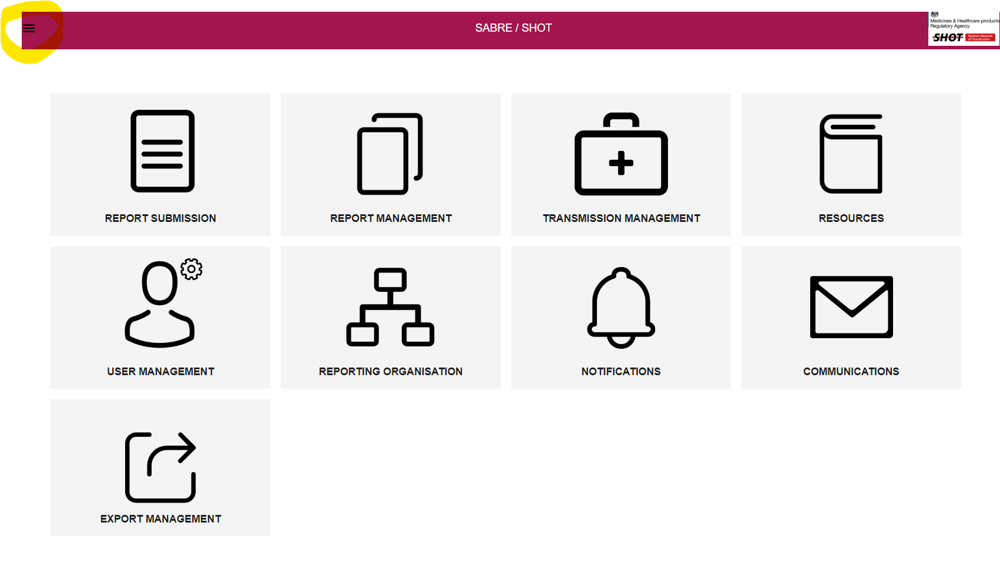 SABRE / SHOT
Medicines & Healthcare products
Regulatory Agency
SHOT Serious Hazards
of Transfusion
REPORT SUBMISSION
REPORT MANAGEMENT
TRANSMISSION MANAGEMENT
RESOURCES
USER MANAGEMENT
REPORTING ORGANISATION
NOTIFICATIONS
COMMUNICATIONS
EXPORT MANAGEMENT